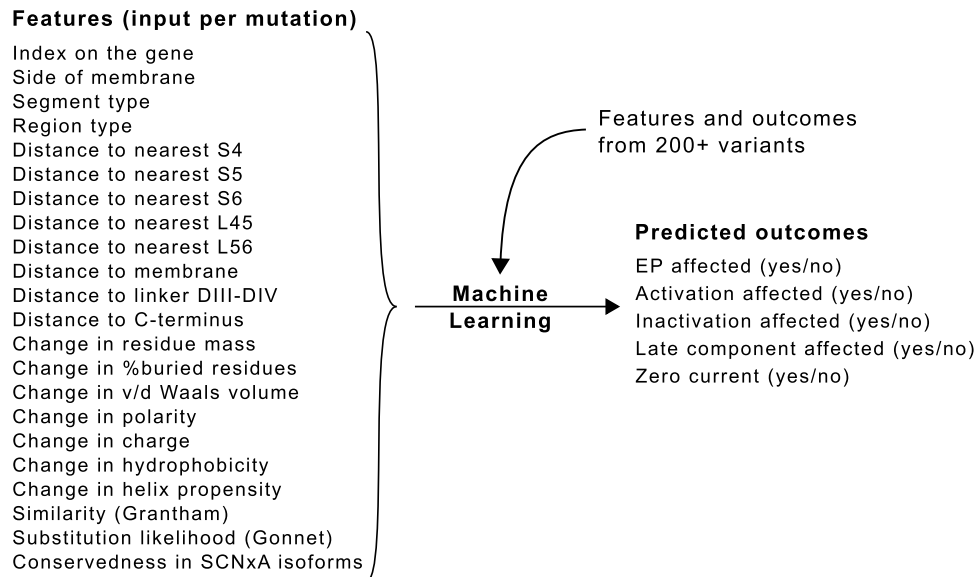 Features (input per mutation)
Index on the gene
Side of membrane
Segment type
Region type
Distance to nearest S4
Distance to nearest S5
Distance to nearest S6
Distance to nearest L45
Distance to nearest L56
Distance to membrane
Distance to linker DIII-DIV
Distance to C-terminus
Change in residue mass
Change in %buried residues
Change in v/d Waals volume
Change in polarity
Change in charge
Change in hydrophobicity
Change in helix propensity
Similarity (Grantham)
Substitution likelihood (Gonnet)
Conservedness in SCNxA isoforms
Features and outcomes
from 200+ variants
Machine
Learning
Predicted outcomes
EP affected (yes/no)
Activation affected (yes/no)
Inactivation affected (yes/no)
Late component affected (yes/no)
Zero current (yes/no)